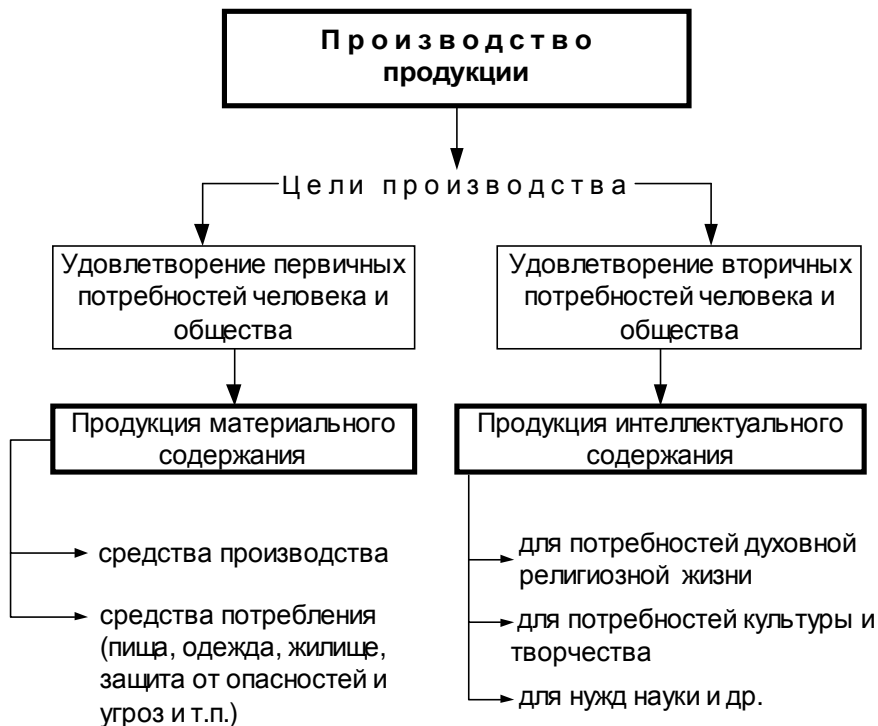 Производство
продукции
Цели производства
Удовлетворение первичных
потребностей человека и
общества
Удовлетворение вторичных
потребностей человека и
общества
Продукция материального
содержания
Продукция интеллектуального
содержания
средства производства
средства потребления
(пища, одежда, жилище,
защита от опасностей и
угроз и т.п.)
для потребностей духовной
религиозной жизни
для потребностей культуры и
творчества
для нужд науки и др.